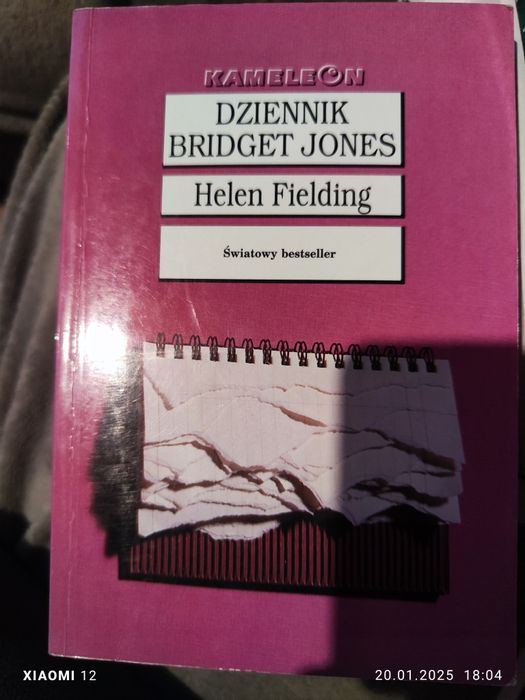 KAMELEON
DZIENNIK
BRIDGET JONES
Helen Fielding
Światowy bestseller
XIAOMI 12
20.01.2025 18:04